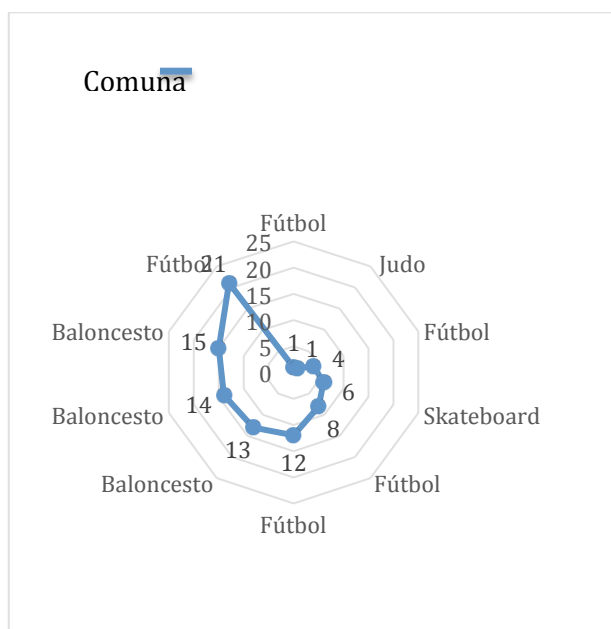 Comuna
Fútbol
25
Fútbol 21 20 Judo
15
Baloncesto 10 Fútbol
15 5 1 1 4
0
14 6
Baloncesto 8 Skateboard
13 12
Baloncesto Fútbol
Fútbol